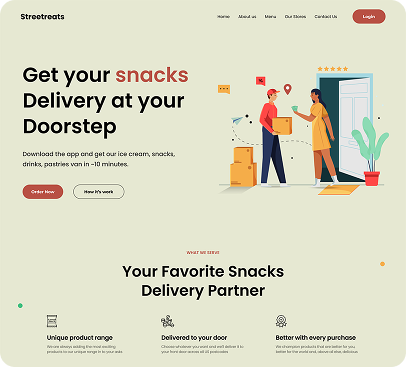 Streetreats
Home About us Menu Our Stores Contact Us Login
Get your snacks
Delivery at your
Doorstep
Download the app and get our ice cream, snacks,
drinks, pastries van in ~10 minutes.
Order Now How it's work
WHAT WE SERVE
Your Favorite Snacks
Delivery Partner
Unique product range Delivered to your door Better with every purchase
We are always adding the most exciting Choose whatever you want and we'll deliver it to We champion products that are better for you,
products to our unique range in to your side. your front door across all US postcodes better for the world and, above all else, delicious